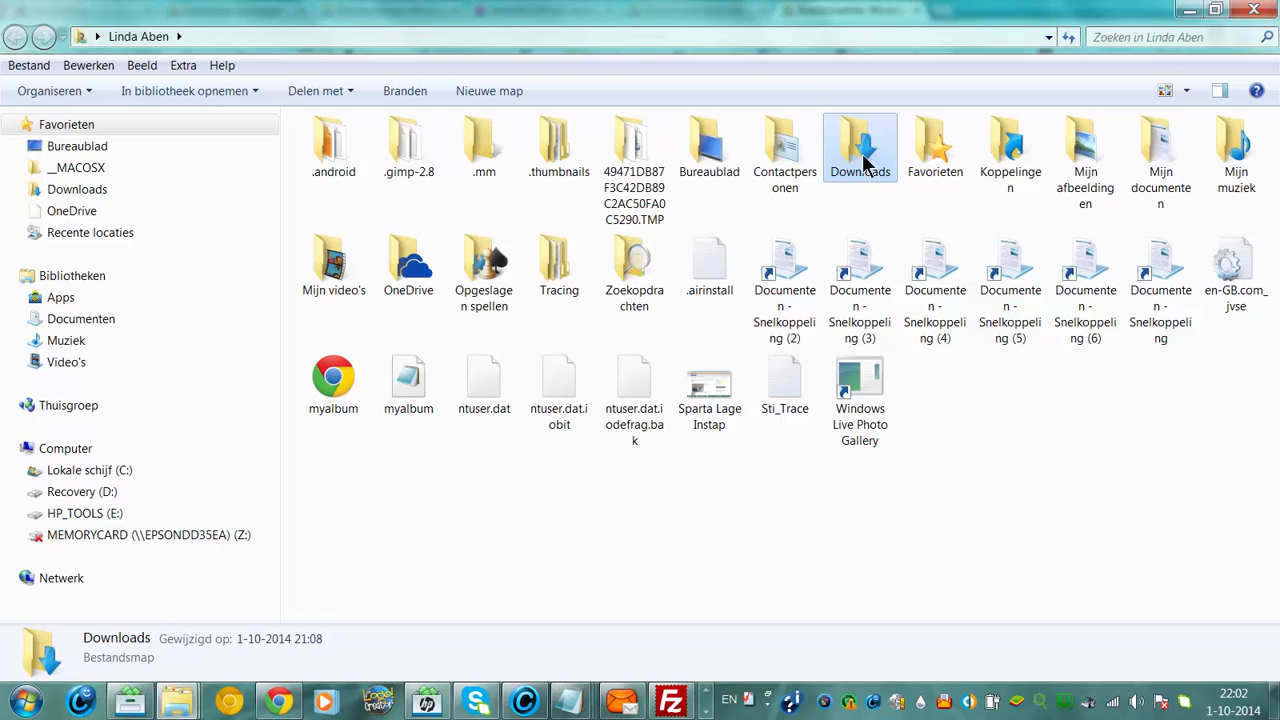 Linda Aben
Zoeken in Linda Aben
Bestand Bewerken Beeld Extra Help
Organiseren In bibliotheek opnemen Delen met Branden Nieuwe map
Favorieten
Bureaublad
__MACOSX
Downloads
OneDrive
Recente locaties
Bibliotheken
Apps
Documenten
Muziek
Video's
Thuisgroep
Computer
Lokale schijf (C:)
Recovery (D:)
HP_TOOLS (E:)
MEMORYCARD (\\EPSONDD35EA) (Z:)
Netwerk
.android
.gimp-2.8
.mm
.thumbnails
49471DB87
F3C42DB89
C2AC50FA0
C5290.TMP
Bureaublad
Contactpers
onen
Downloads
Favorieten
Koppelinge
n
Mijn
afbeelding
en
Mijn
documente
n
Mijn
muziek
Mijn video's
OneDrive
Opgeslage
n spellen
Tracing
Zoekopdra
chten
.airinstall
Documente
n -
Snelkoppel
ing (2)
Documente
n -
Snelkoppeli
ng (3)
Documente
n -
Snelkoppeli
ng (4)
Documente
n -
Snelkoppeli
ng (5)
Documente
n -
Snelkoppeli
ng (6)
Documente
n -
Snelkoppeli
ng
en-GB.com_
jvse
myalbum
myalbum
ntuser.dat
ntuser.dat.i
obit
ntuser.dat.i
odefrag.ba
k
Sparta Lage
Instap
Sti_Trace
Windows
Live Photo
Gallery
Downloads Gewijzigd op: 1-10-2014 21:08
Bestandsmap
EN
22:02
1-10-2014